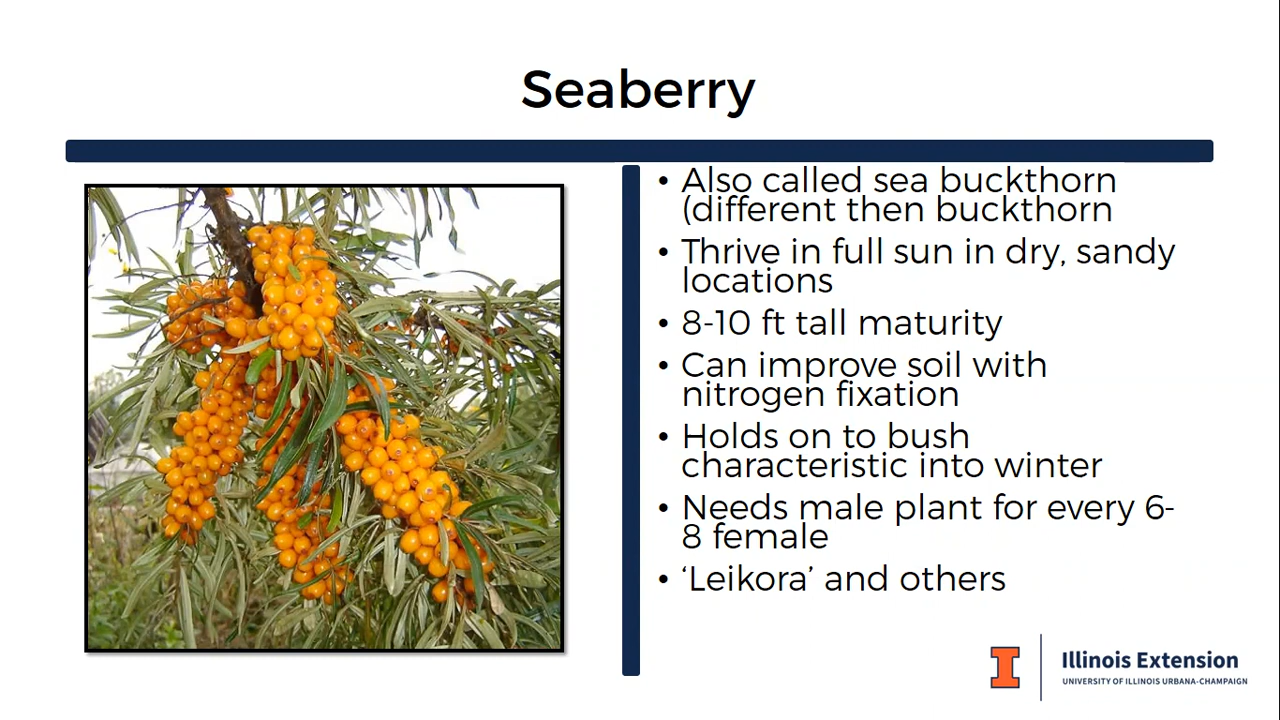 Seaberry
• Also called sea buckthorn
(different then buckthorn
• Thrive in full sun in dry, sandy
locations
• 8-10 ft tall maturity
• Can improve soil with
nitrogen fixation
• Holds on to bush
characteristic into winter
• Needs male plant for every 6-
8 female
• ‘Leikora’ and others
I
Illinois Extension
UNIVERSITY OF ILLINOIS URBANA-CHAMPAIGN